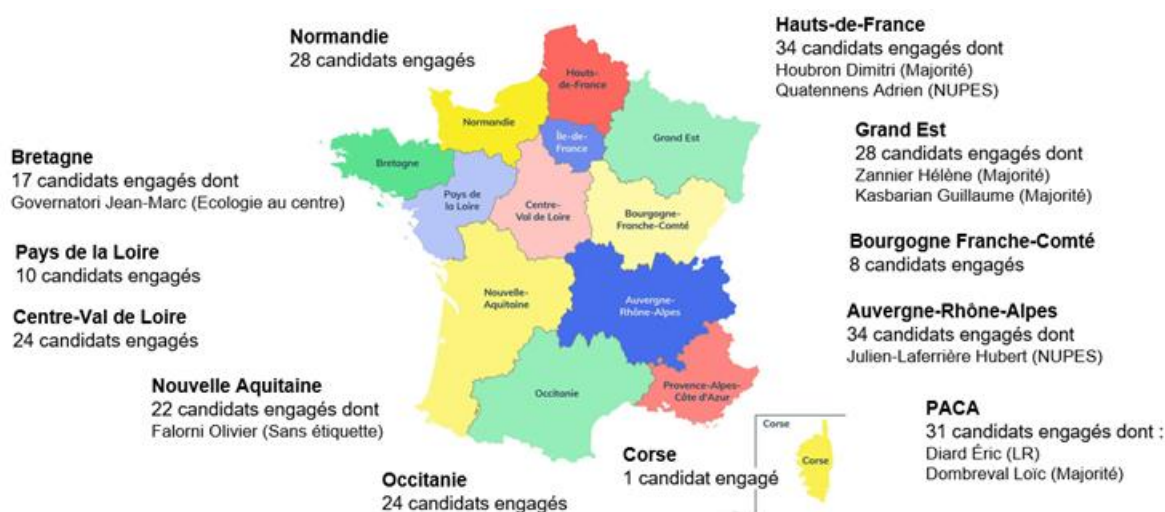 Normandie
28 candidats engagés
Hauts-de-France
34 candidats engagés dont
Houbron Dimitri (Majorité)
Quatennens Adrien (NUPES)
Grand Est
28 candidats engagés dont
Zannier Hélène (Majorité)
Kasbarian Guillaume (Majorité)
Bretagne
17 candidats engagés dont
Governatori Jean-Marc (Ecologie au centre)
Pays de la Loire
10 candidats engagés
Bourgogne Franche-Comté
8 candidats engagés
Centre-Val de Loire
24 candidats engagés
Auvergne-Rhône-Alpes
34 candidats engagés dont
Julien-Laferrière Hubert (NUPES)
Nouvelle Aquitaine
22 candidats engagés dont
Falorni Olivier (Sans étiquette)
PACA
31 candidats engagés dont :
Diard Éric (LR)
Dombreval Loïc (Majorité)
Corse
1 candidat engagé
Occitanie
24 candidats engagés
Hauts-
de-France
Normandie
Île-de-
France
Grand Est
Bretagne
Pays de
la Loire
Centre-
Val de Loire
Bourgogne-
Franche-Comté
Nouvelle-
Aquitaine
Auvergne-
Rhône-Alpes
Occitanie
Provence-Alpes-
Côte d'Azur
Corse
Corse